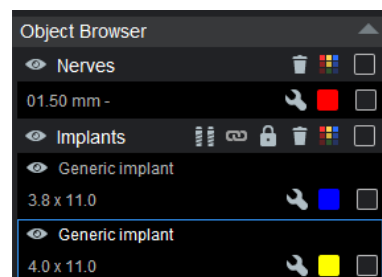 Object Browser
Nerves
01.50 mm -
Implants
Generic implant
3.8 x 11.0
Generic implant
4.0 x 11.0